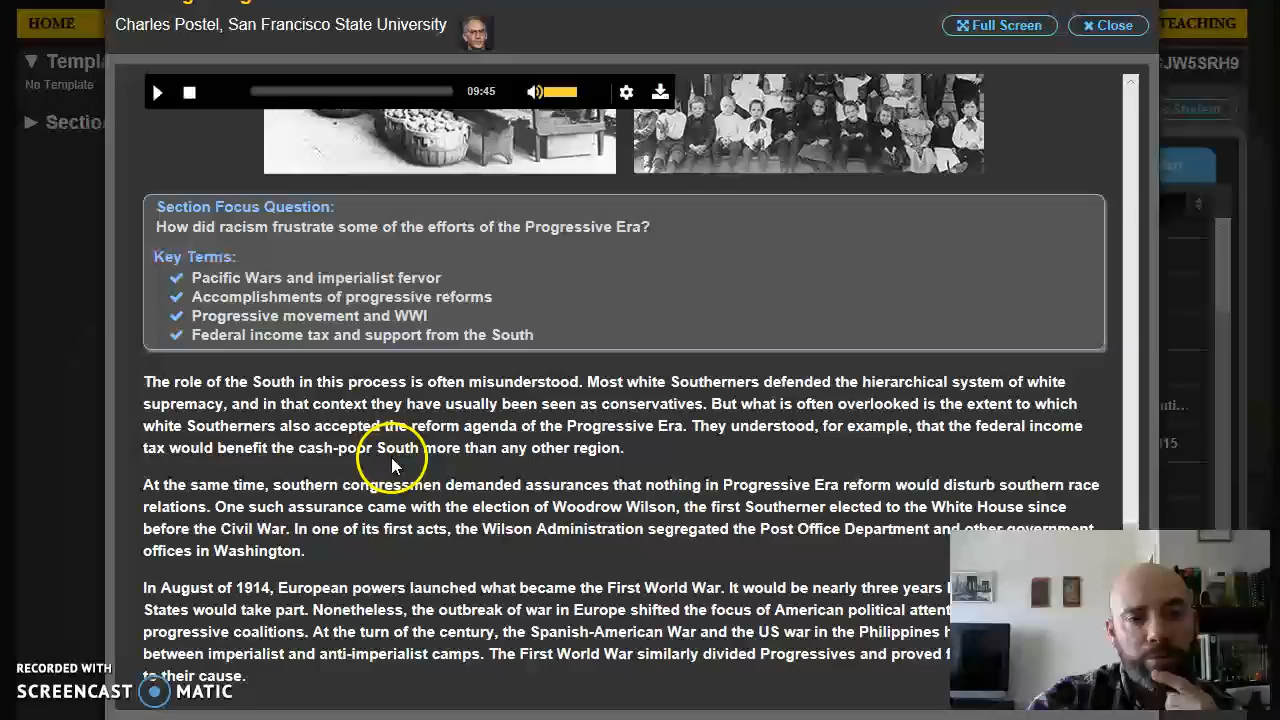 HOME
Charles Postel, San Francisco State University
Full Screen
Close
TEACHING
Templ
No Template
Sectio
JW5SRH9
Student
09:45
Section Focus Question:
How did racism frustrate some of the efforts of the Progressive Era?
Key Terms:
Pacific Wars and imperialist fervor
Accomplishments of progressive reforms
Progressive movement and WWI
Federal income tax and support from the South
The role of the South in this process is often misunderstood. Most white Southerners defended the hierarchical system of white
supremacy, and in that context they have usually been seen as conservatives. But what is often overlooked is the extent to which
white Southerners also accepted the reform agenda of the Progressive Era. They understood, for example, that the federal income
tax would benefit the cash-poor South more than any other region.
At the same time, southern congressmen demanded assurances that nothing in Progressive Era reform would disturb southern race
relations. One such assurance came with the election of Woodrow Wilson, the first Southerner elected to the White House since
before the Civil War. In one of its first acts, the Wilson Administration segregated the Post Office Department and other government
offices in Washington.
In August of 1914, European powers launched what became the First World War. It would be nearly three years
States would take part. Nonetheless, the outbreak of war in Europe shifted the focus of American political attent
progressive coalitions. At the turn of the century, the Spanish-American War and the US war in the Philippines h
between imperialist and anti-imperialist camps. The First World War similarly divided Progressives and proved f
to their cause.
uti...
15
RECORDED WITH
SCREENCAST MATIC